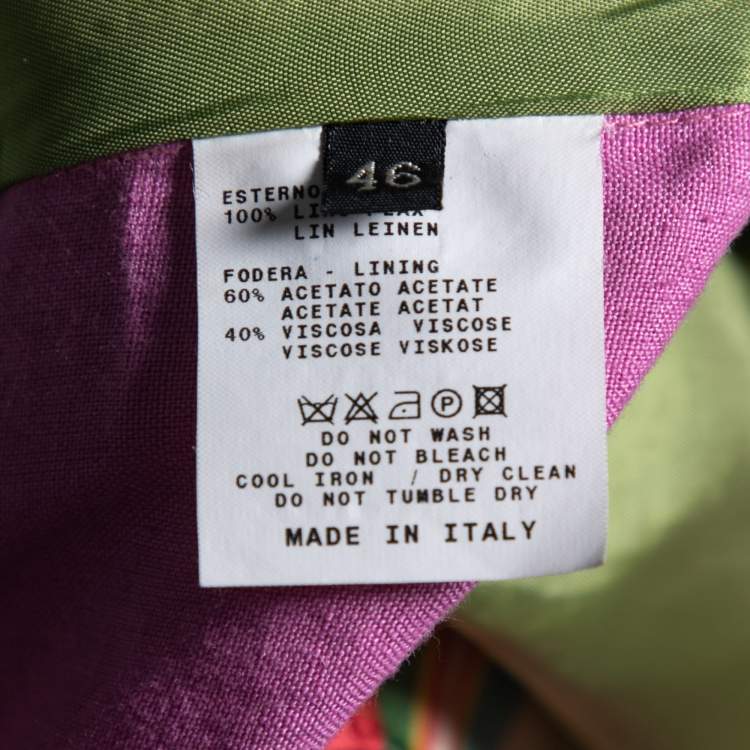 46
ESTERNO
100% LINO FLAX
LIN LEINEN
FODERA - LINING
60% ACETATO ACETATE
ACETATE ACETAT
40% VISCOSA VISCOSE
VISCOSE VISKOSE
P
DO NOT WASH
DO NOT BLEACH
COOL IRON / DRY CLEAN
DO NOT TUMBLE DRY
MADE IN ITALY